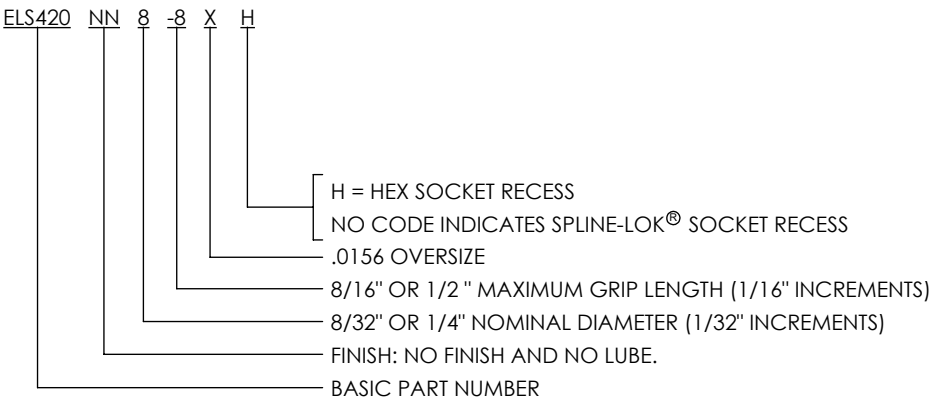 ELS420 NN 8 -8 X H
H = HEX SOCKET RECESS
NO CODE INDICATES SPLINE-LOK® SOCKET RECESS
.0156 OVERSIZE
8/16" OR 1/2 " MAXIMUM GRIP LENGTH (1/16" INCREMENTS)
8/32" OR 1/4" NOMINAL DIAMETER (1/32" INCREMENTS)
FINISH: NO FINISH AND NO LUBE.
BASIC PART NUMBER